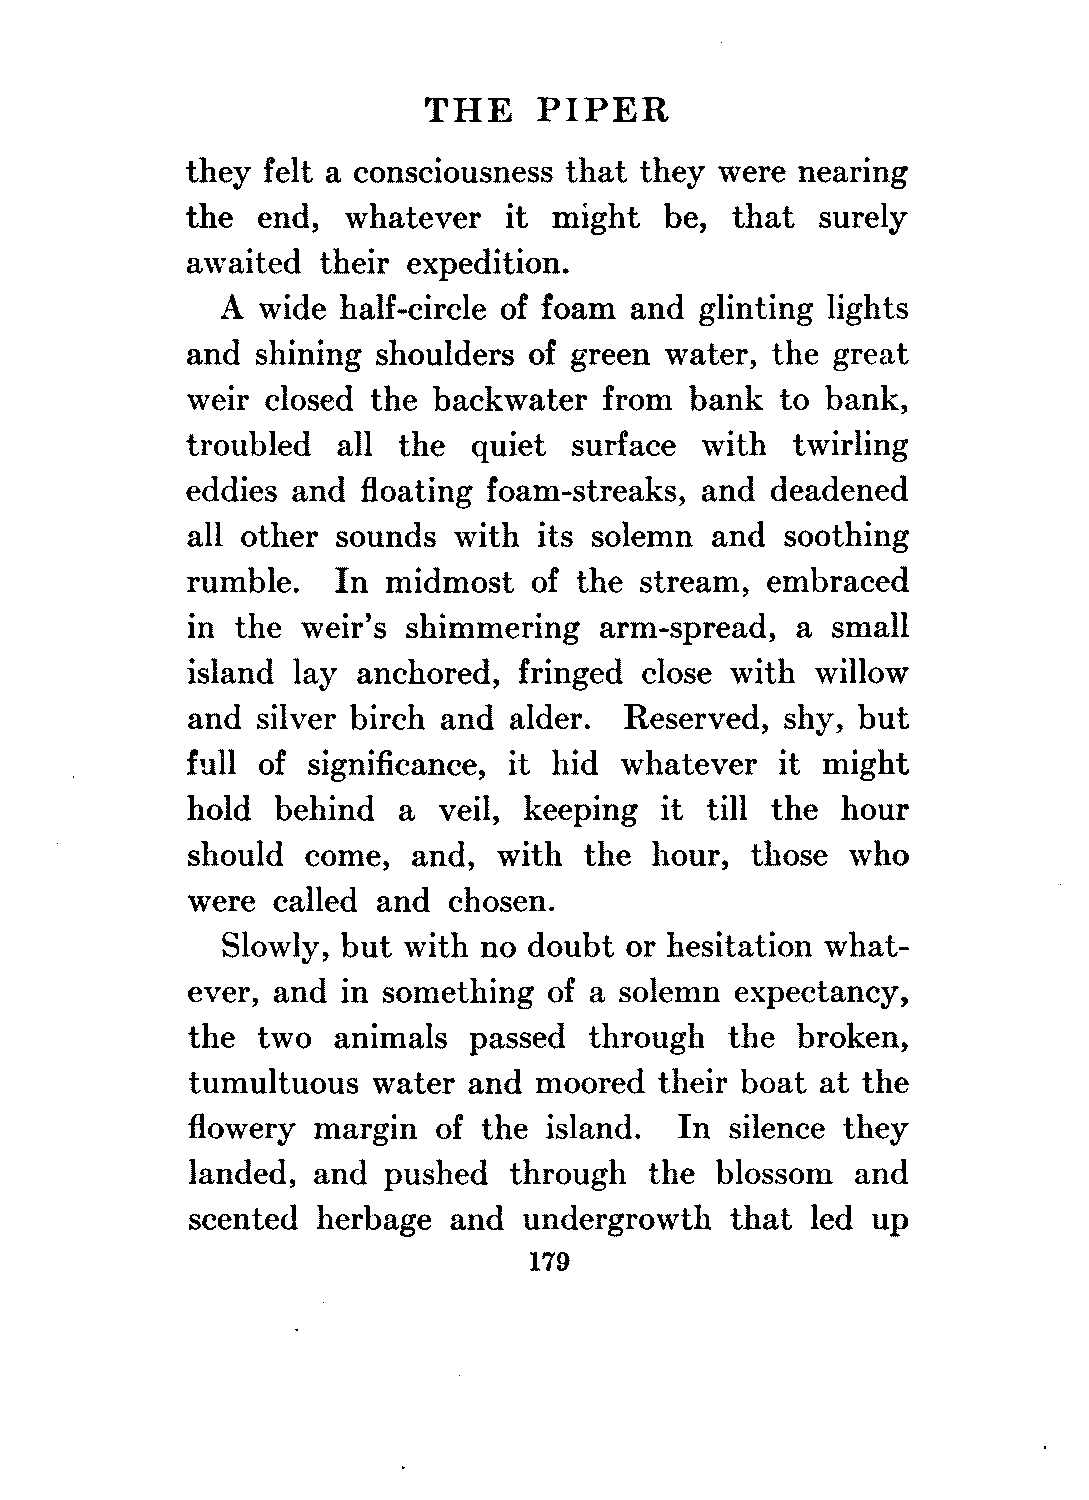 THE PIPER
they felt a consciousness that they were nearing
the end, whatever it might be, that surely
awaited their expedition.
A wide half-circle of foam and glinting lights
and shining shoulders of green water, the great
weir closed the backwater from bank to bank,
troubled all the quiet surface with twirling
eddies and floating foam-streaks, and deadened
all other sounds with its solemn and soothing
rumble. In midmost of the stream, embraced
in the weir's shimmering arm-spread, a small
island lay anchored, fringed close with willow
and silver birch and alder. Reserved, shy, but
full of significance, it hid whatever it might
hold behind a veil, keeping it till the hour
should come, and, with the hour, those who
were called and chosen.
Slowly, but with no doubt or hesitation what-
ever, and in something of a solemn expectancy,
the two animals passed through the broken,
tumultuous water and moored their boat at the
flowery margin of the island. In silence they
landed, and pushed through the blossom and
scented herbage and undergrowth that led up
179